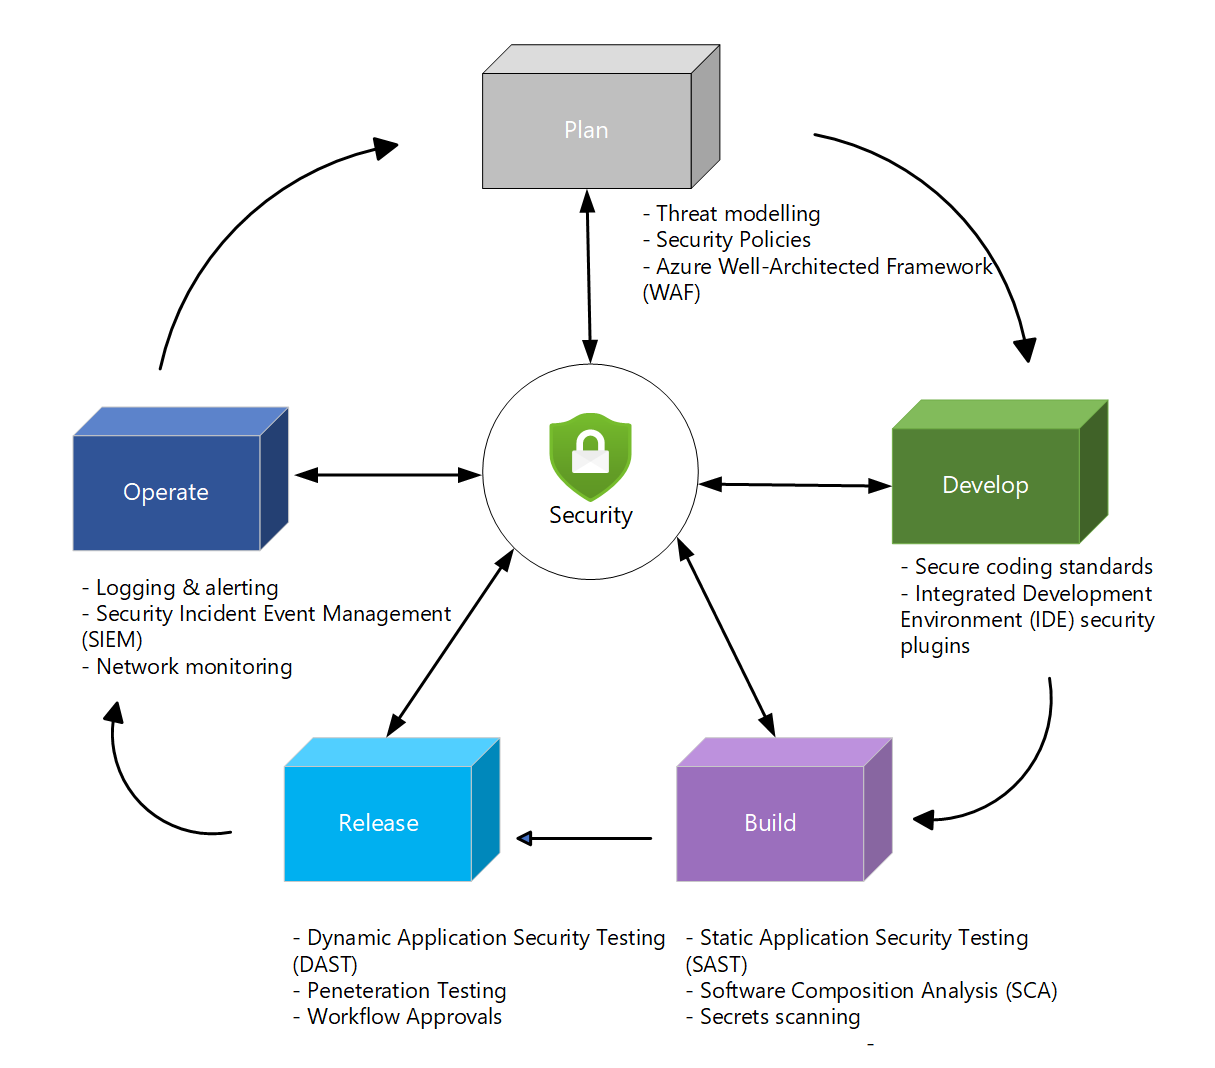 Plan
- Threat modelling
- Security Policies
- Azure Well-Architected Framework
(WAF)
Security
Operate
Develop
- Logging & alerting
- Security Incident Event Management
(SIEM)
- Network monitoring
- Secure coding standards
- Integrated Development
Environment (IDE) security
plugins
Release
Build
- Dynamic Application Security Testing
(DAST)
- Peneteration Testing
- Workflow Approvals
- Static Application Security Testing
(SAST)
- Software Composition Analysis (SCA)
- Secrets scanning
-